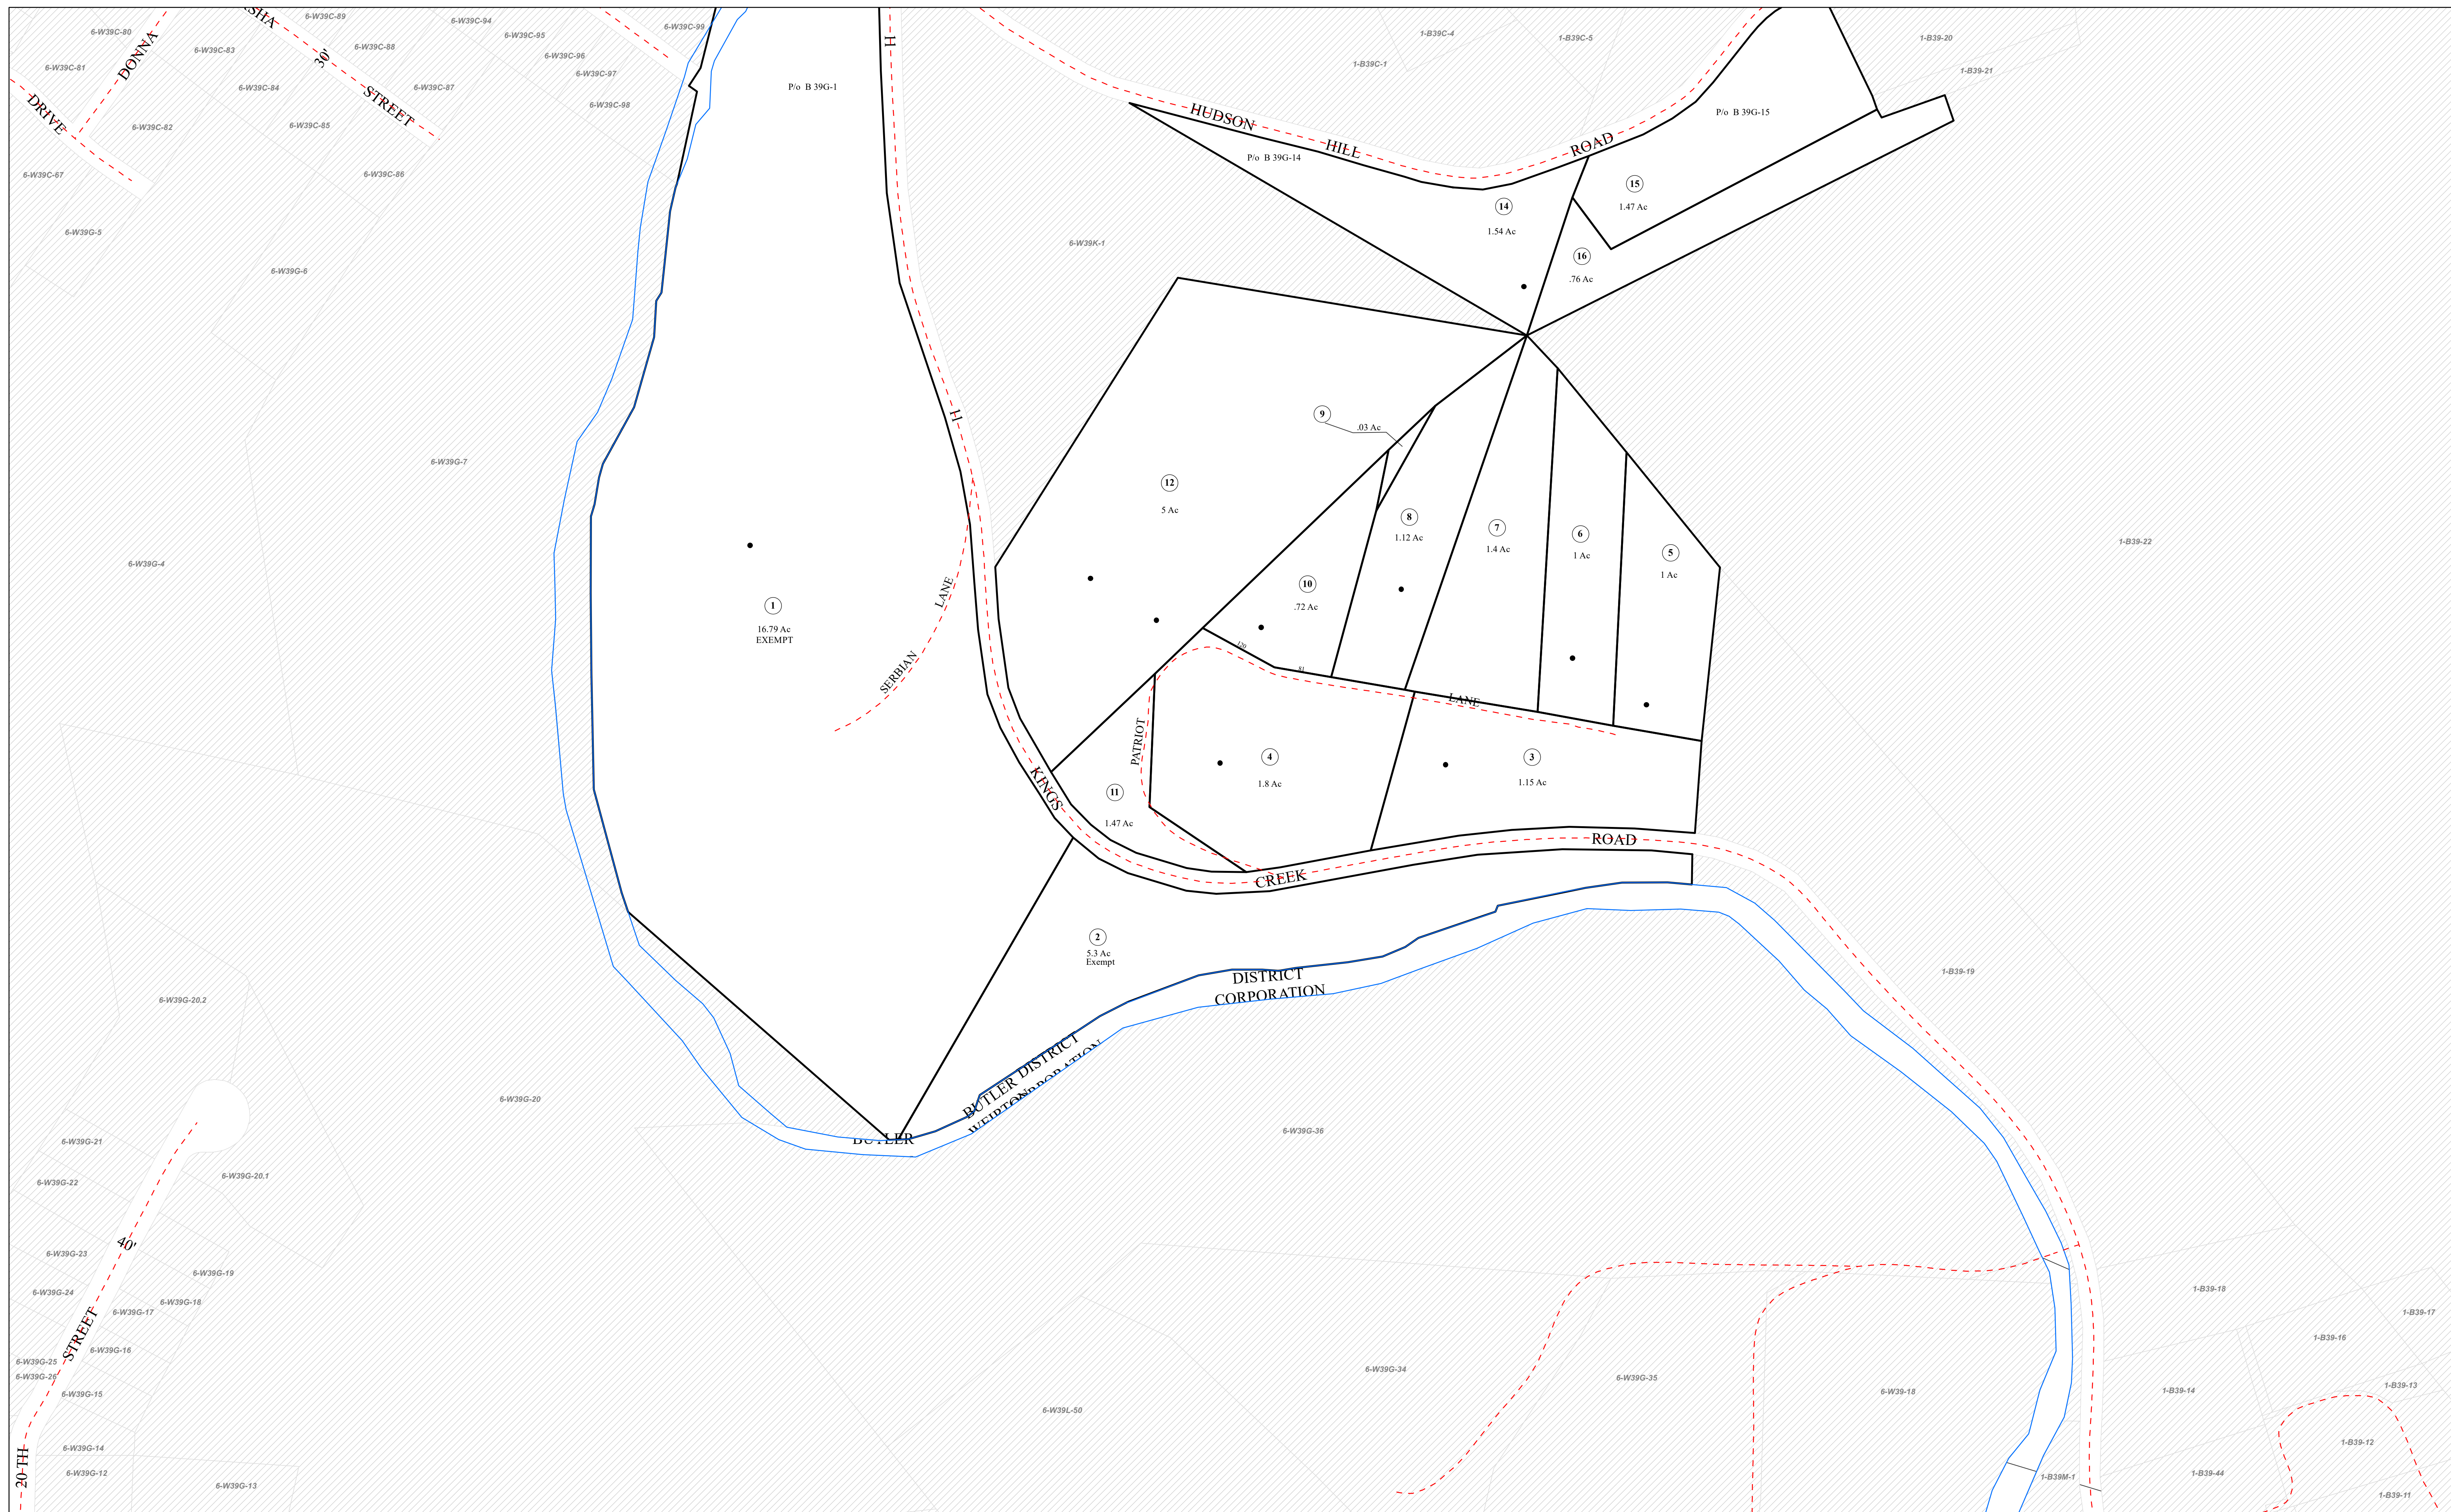 6-W39C-80
DONNA
ISHA
6-W39C-89
6-W39C-94
6-W39C-99
H
1-B39C-4
1-B39C-5
1-B39-20
6-W39C-81
6-W39C-83
30'
6-W39C-88
6-W39C-95
6-W39C-96
6-W39C-97
1-B39C-1
1-B39-21
DRIVE
6-W39C-84
STREET
6-W39C-87
6-W39C-98
P/o B 39G-1
HUDSON
HILL
ROAD
P/o B 39G-15
6-W39C-82
6-W39C-85
P/o B 39G-14
6-W39C-67
6-W39C-86
15
1.47 Ac
14
1.54 Ac
6-W39G-5
6-W39K-1
16
.76 Ac
6-W39G-6
H
9
.03 Ac
6-W39G-7
12
5 Ac
8
1.12 Ac
7
1.4 Ac
6
1 Ac
5
1 Ac
1-B39-22
6-W39G-4
1
16.79 Ac
EXEMPT
SERBIAN
LANE
10
.72 Ac
120
81
LANE
PATRIOT
KINGS
4
1.8 Ac
3
1.15 Ac
11
1.47 Ac
CREEK
ROAD
2
5.3 Ac
Exempt
1-B39-19
DISTRICT
CORPORATION
6-W39G-20.2
BUTLER DISTRICT
BUTLER
6-W39G-20
6-W39G-36
6-W39G-21
6-W39G-20.1
6-W39G-22
40'
6-W39G-23
6-W39G-19
6-W39G-24
6-W39G-18
6-W39G-17
STREET
6-W39G-16
6-W39G-25
6-W39G-26
6-W39G-15
6-W39G-34
6-W39G-35
6-W39-18
6-W39L-50
1-B39-18
1-B39-17
1-B39-16
1-B39-14
1-B39-13
20 TH
6-W39G-14
6-W39G-12
6-W39G-13
1-B39M-1
1-B39-44
1-B39-12
1-B39-11